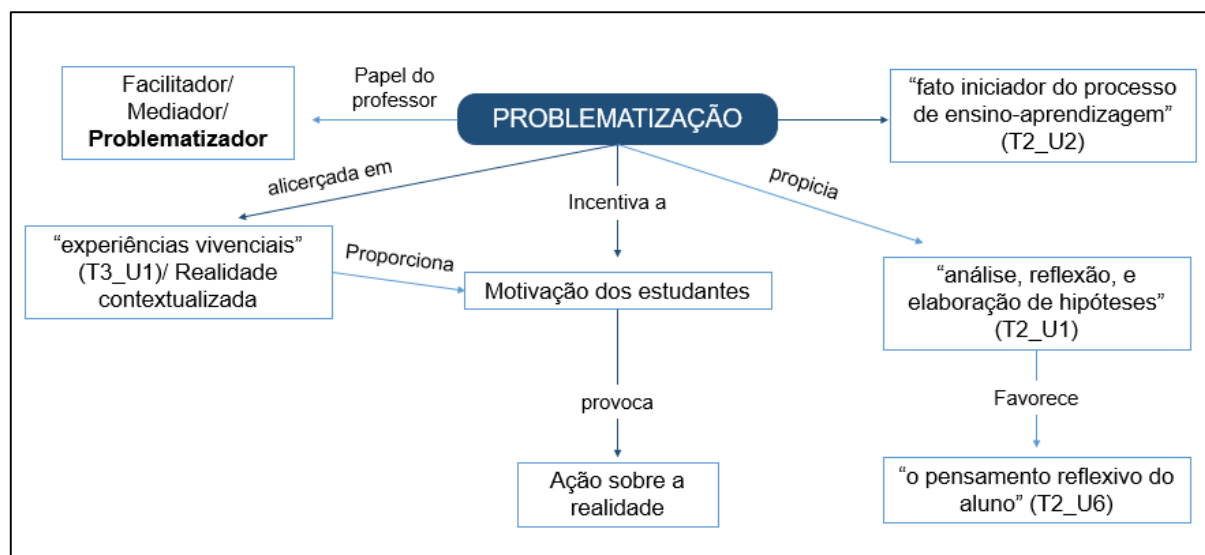 Facilitador/
Mediador/
Problematizador
Papel do
professor
PROBLEMATIZAÇÃO
“fato iniciador do processo
de ensino-aprendizagem”
(T2_U2)
alicerçada em
Incentiva a
propicia
“experiências vivenciais”
(T3_U1)/ Realidade
contextualizada
Proporciona
Motivação dos estudantes
“análise, reflexão, e
elaboração de hipóteses”
(T2_U1)
provoca
Favorece
Ação sobre a
realidade
“o pensamento reflexivo do
aluno” (T2_U6)